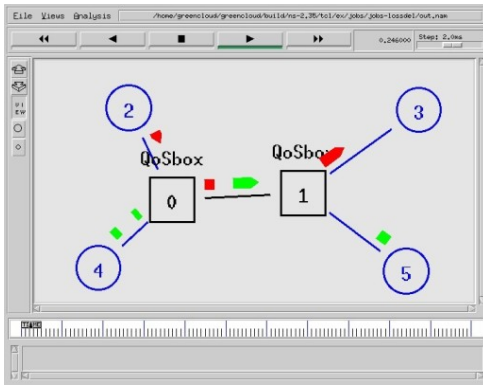 File Views Analysis /home/greencloud/greencloud/build/ns-2.35/tcl/ex/jobs/jobs-lossdel/out.nam
0.246000 Step: 2.0ms
VIEW
2
3
QoSbox QoSbox
0
1
4
5